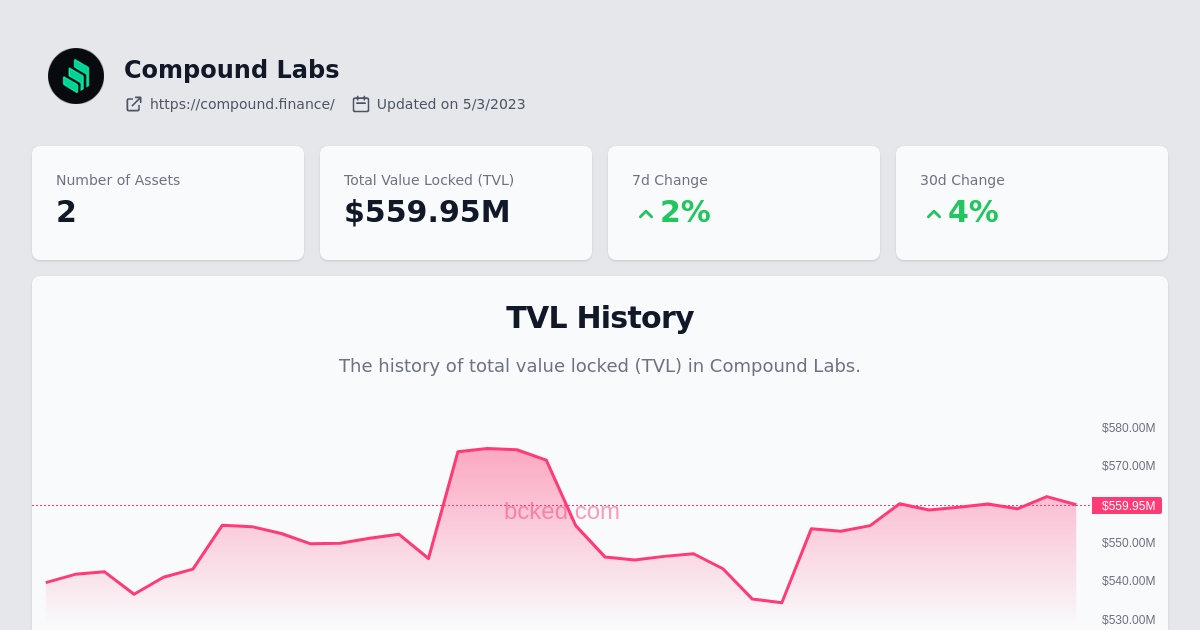 Compound Labs
https://compound.finance/ Updated on 5/3/2023
Number of Assets
2
Total Value Locked (TVL)
$559.95M
7d Change
2%
30d Change
4%
TVL History
The history of total value locked (TVL) in Compound Labs.
$580.00M
$570.00M
$559.95M
bcked.com
$550.00M
$540.00M
$530.00M